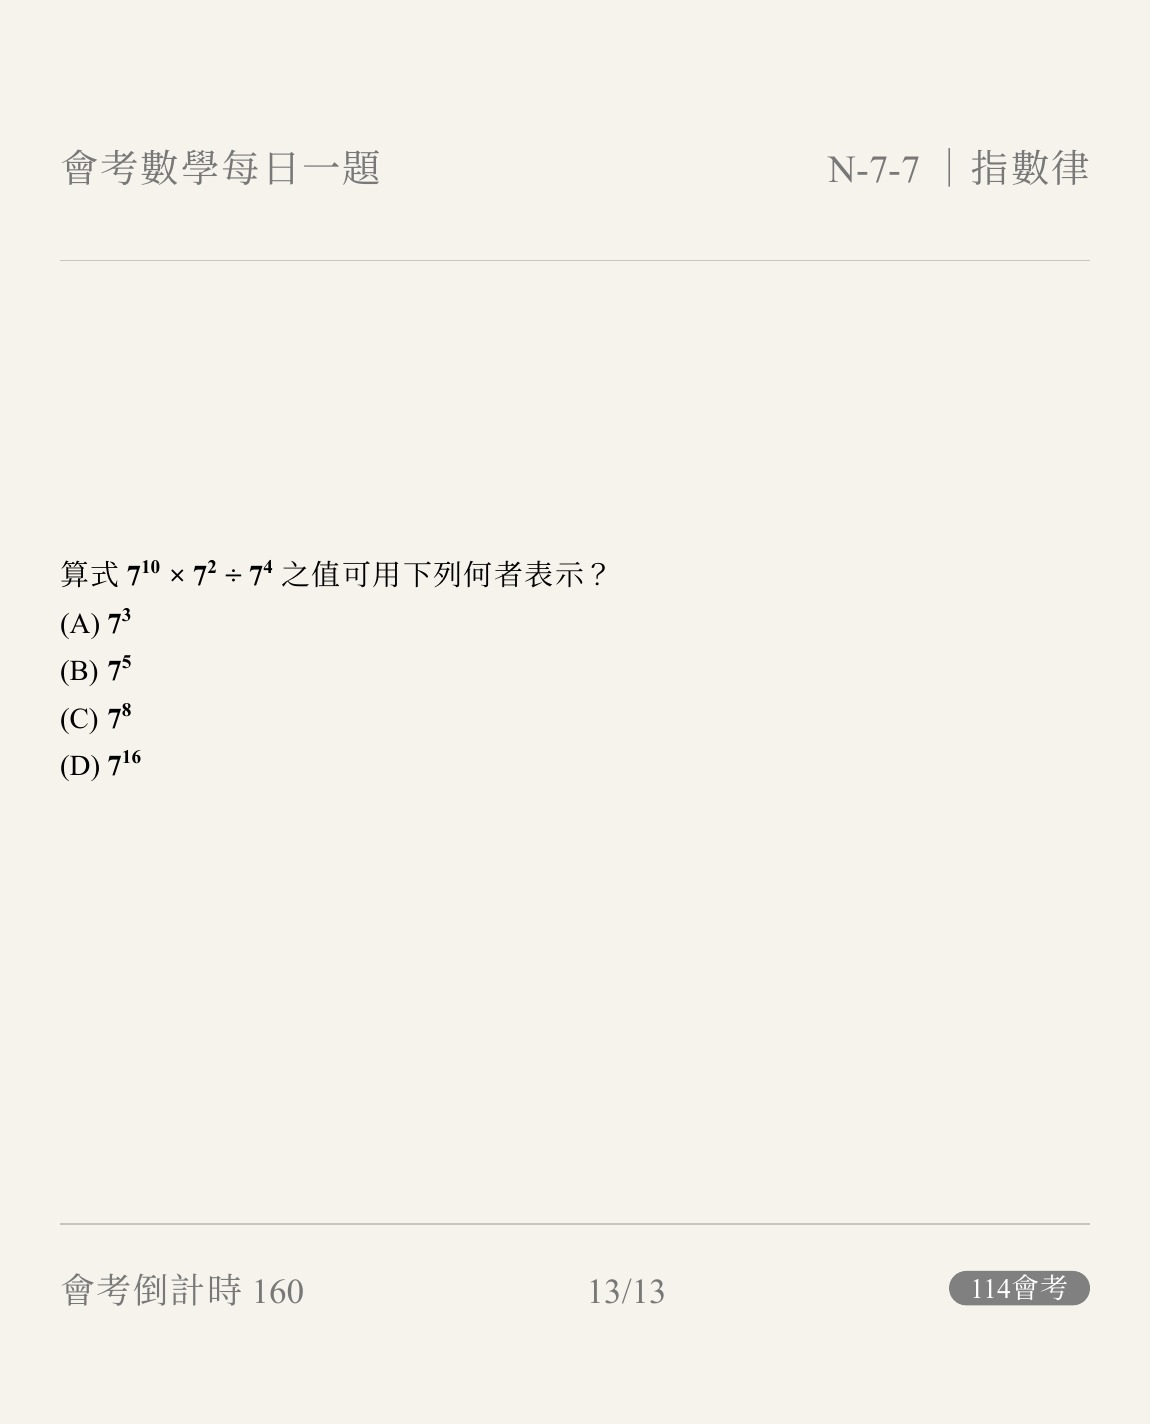 會考數學每日一題
N-7-7 ｜指數律
算式 7¹⁰ × 7² ÷ 7⁴ 之值可用下列何者表示？
(A) 7³
(B) 7⁵
(C) 7⁸
(D) 7¹⁶
會考倒計時 160
13/13
114會考